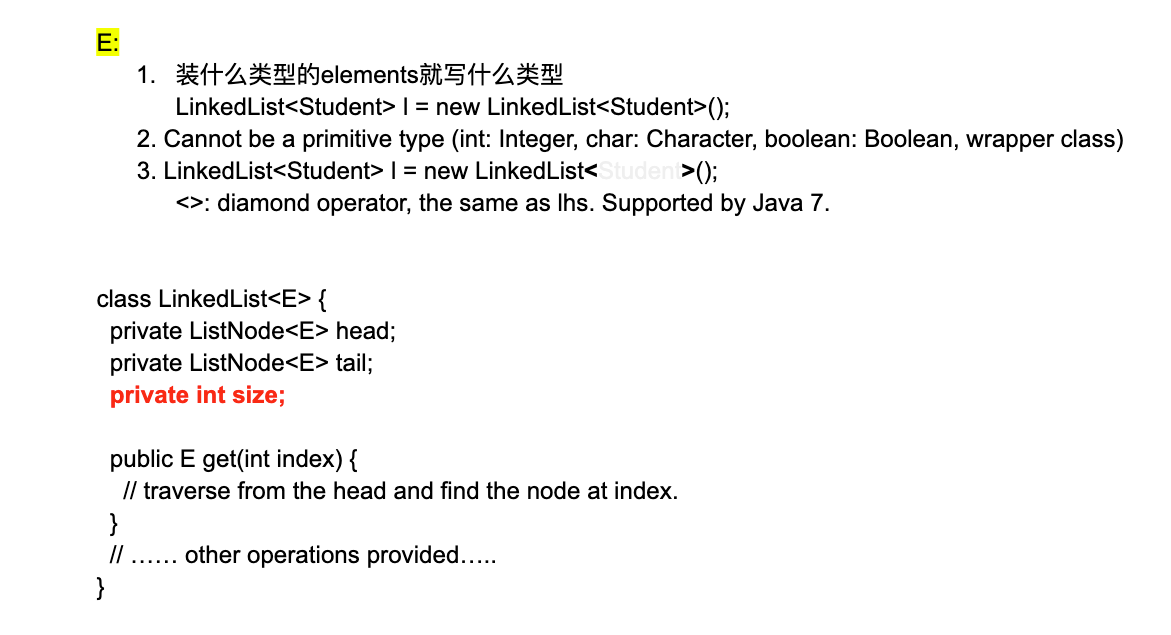 E:
1. 装什么类型的elements就写什么类型
LinkedList<Student> l = new LinkedList<Student>();
2. Cannot be a primitive type (int: Integer, char: Character, boolean: Boolean, wrapper class)
3. LinkedList<Student> l = new LinkedList<Student>();
<>: diamond operator, the same as lhs. Supported by Java 7.
class LinkedList<E> {
private ListNode<E> head;
private ListNode<E> tail;
private int size;
public E get(int index) {
// traverse from the head and find the node at index.
}
// …… other operations provided…..
}